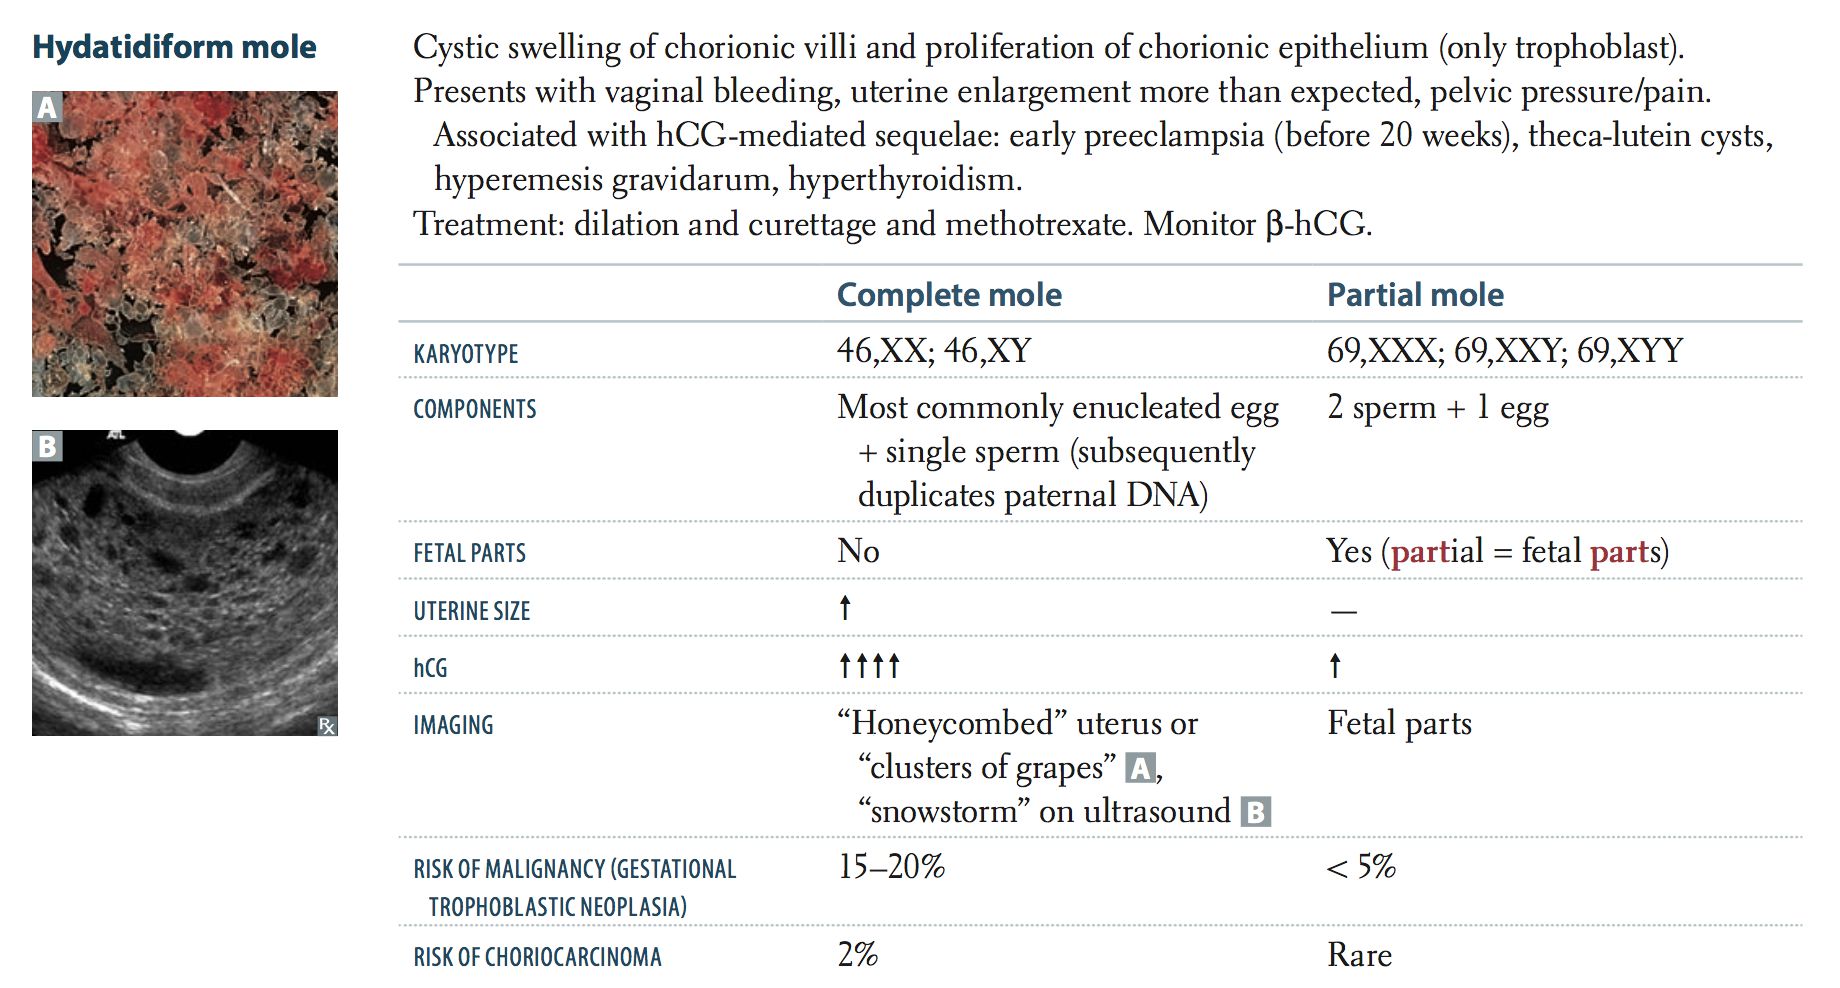 Hydatidiform mole
A
B
Rx
Cystic swelling of chorionic villi and proliferation of chorionic epithelium (only trophoblast).
Presents with vaginal bleeding, uterine enlargement more than expected, pelvic pressure/pain.
Associated with hCG-mediated sequelae: early preeclampsia (before 20 weeks), theca-lutein cysts,
hyperemesis gravidarum, hyperthyroidism.
Treatment: dilation and curettage and methotrexate. Monitor β-hCG.
Complete mole Partial mole
KARYOTYPE 46,XX; 46,XY 69,XXX; 69,XXY; 69,XYY
COMPONENTS Most commonly enucleated egg 2 sperm + 1 egg
+ single sperm (subsequently
duplicates paternal DNA)
FETAL PARTS No Yes (partial = fetal parts)
UTERINE SIZE ↑ —
hCG ↑↑↑↑ ↑
IMAGING “Honeycombed” uterus or Fetal parts
“clusters of grapes” A,
“snowstorm” on ultrasound B
RISK OF MALIGNANCY (GESTATIONAL 15–20% < 5%
TROPHOBLASTIC NEOPLASIA)
RISK OF CHORIOCARCINOMA 2% Rare